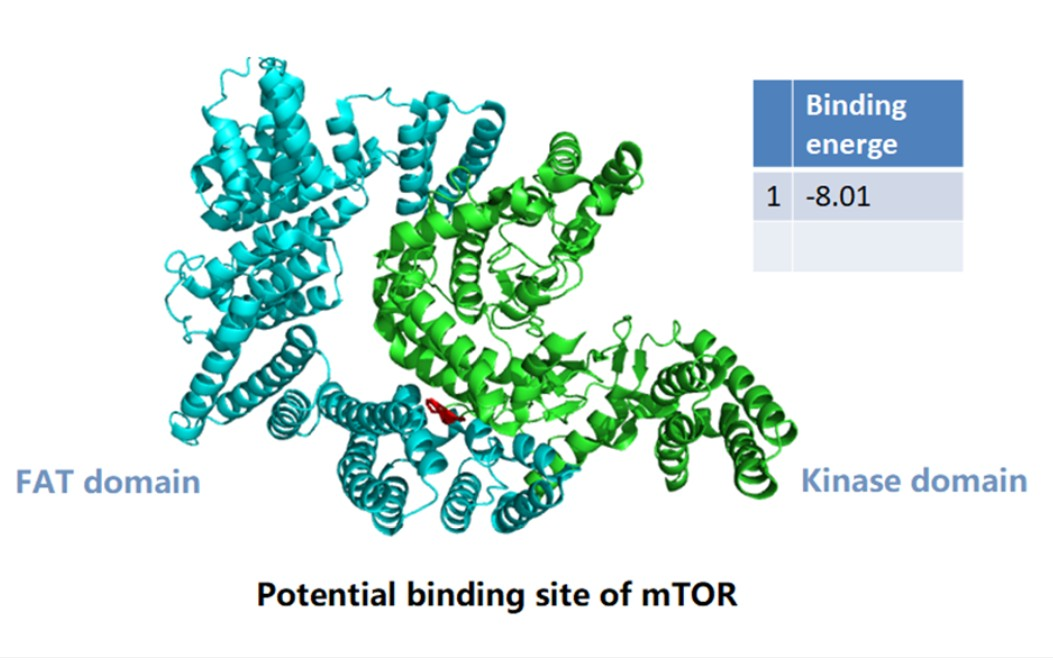 Binding
energe
1 -8.01
FAT domain
Kinase domain
Potential binding site of mTOR